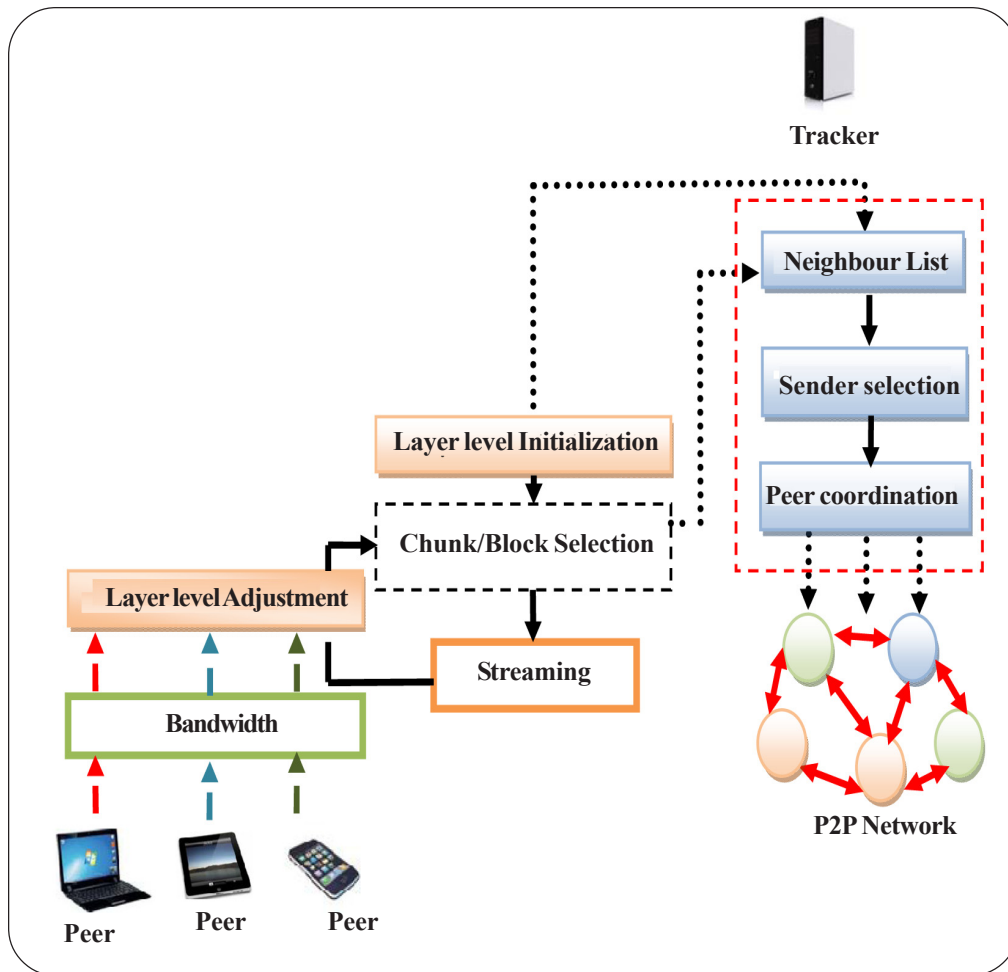 Tracker
Neighbour List
Sender selection
Layer level Initialization
Peer coordination
Chunk/Block Selection
Layer level Adjustment
Streaming
Bandwidth
P2P Network
Peer
Peer
Peer